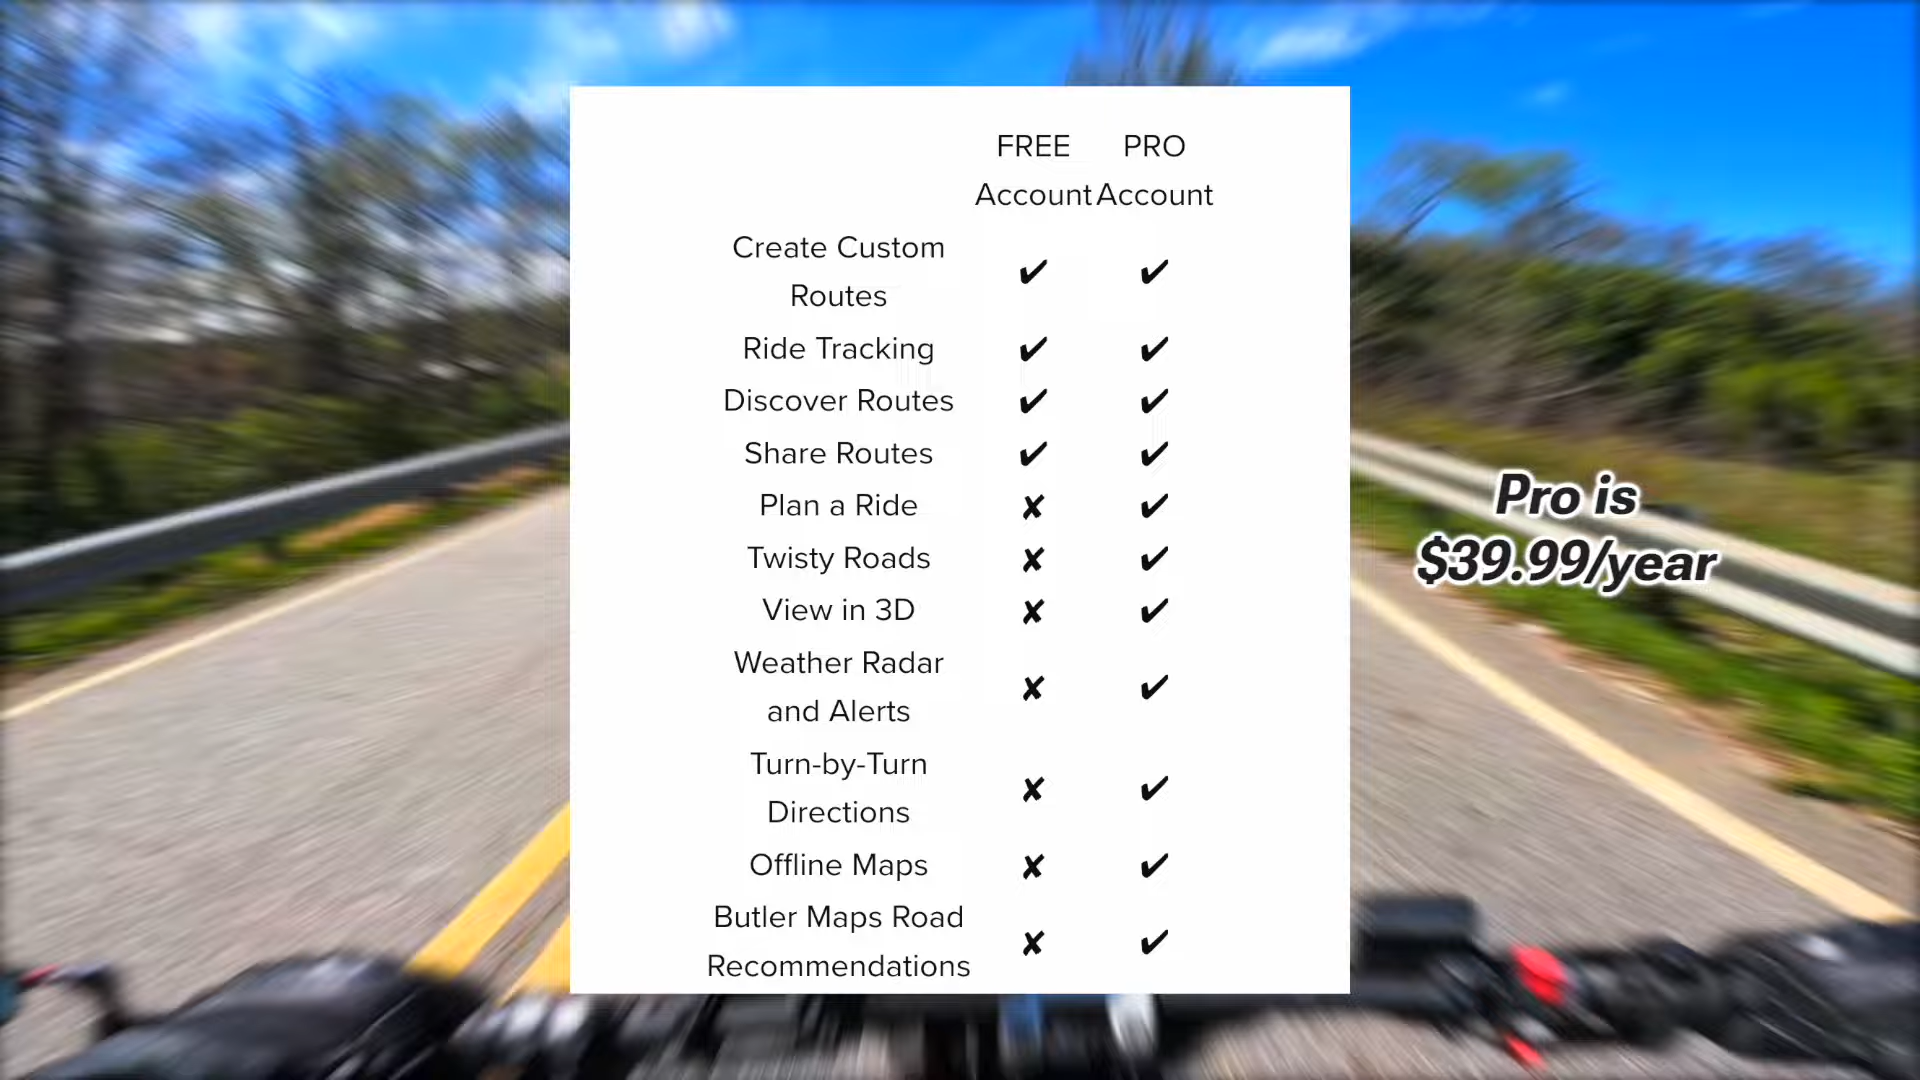 FREE PRO
Account Account
Create Custom
Routes ✔ ✔
Ride Tracking ✔ ✔
Discover Routes ✔ ✔
Share Routes ✔ ✔
Plan a Ride ✘ ✔
Twisty Roads ✘ ✔
View in 3D ✘ ✔
Weather Radar
and Alerts ✘ ✔
Turn-by-Turn
Directions ✘ ✔
Offline Maps ✘ ✔
Butler Maps Road
Recommendations ✘ ✔
Pro is
$39.99/year